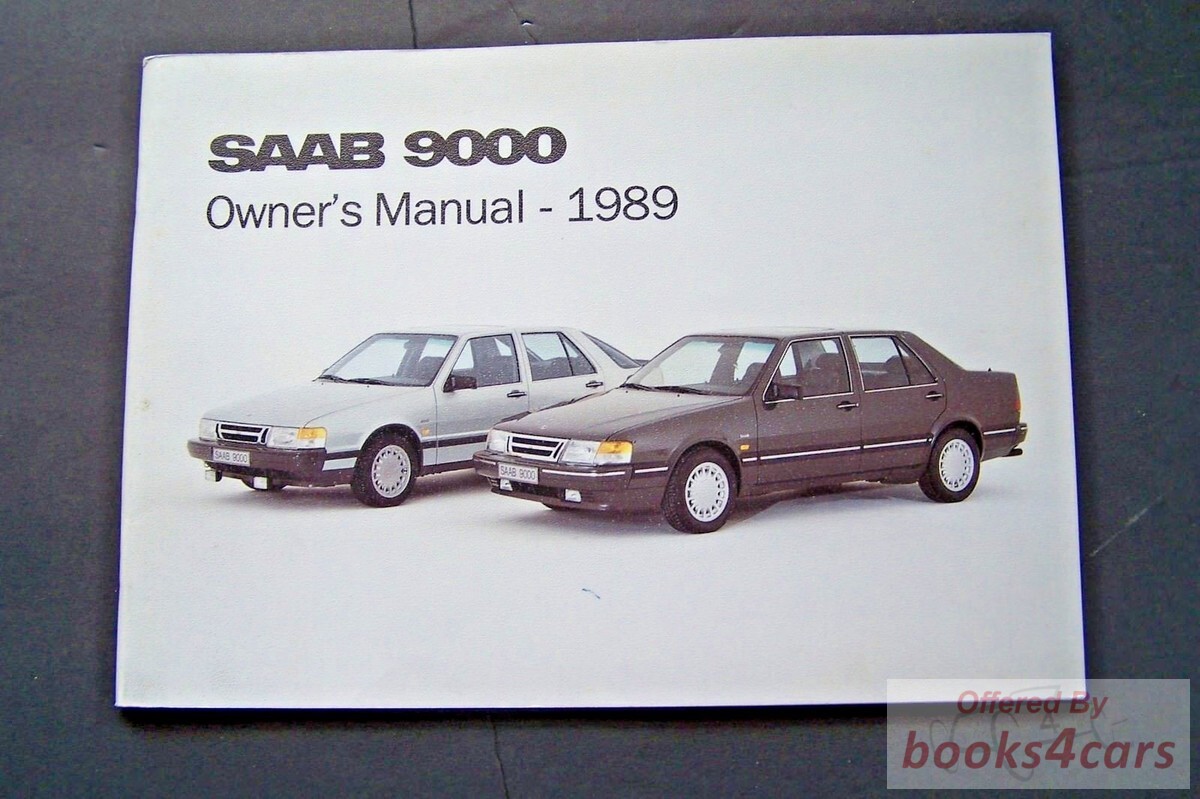 SAAB 9000
Owner's Manual - 1989
SAAB 9000
SAAB 9000
Offered By
books4cars